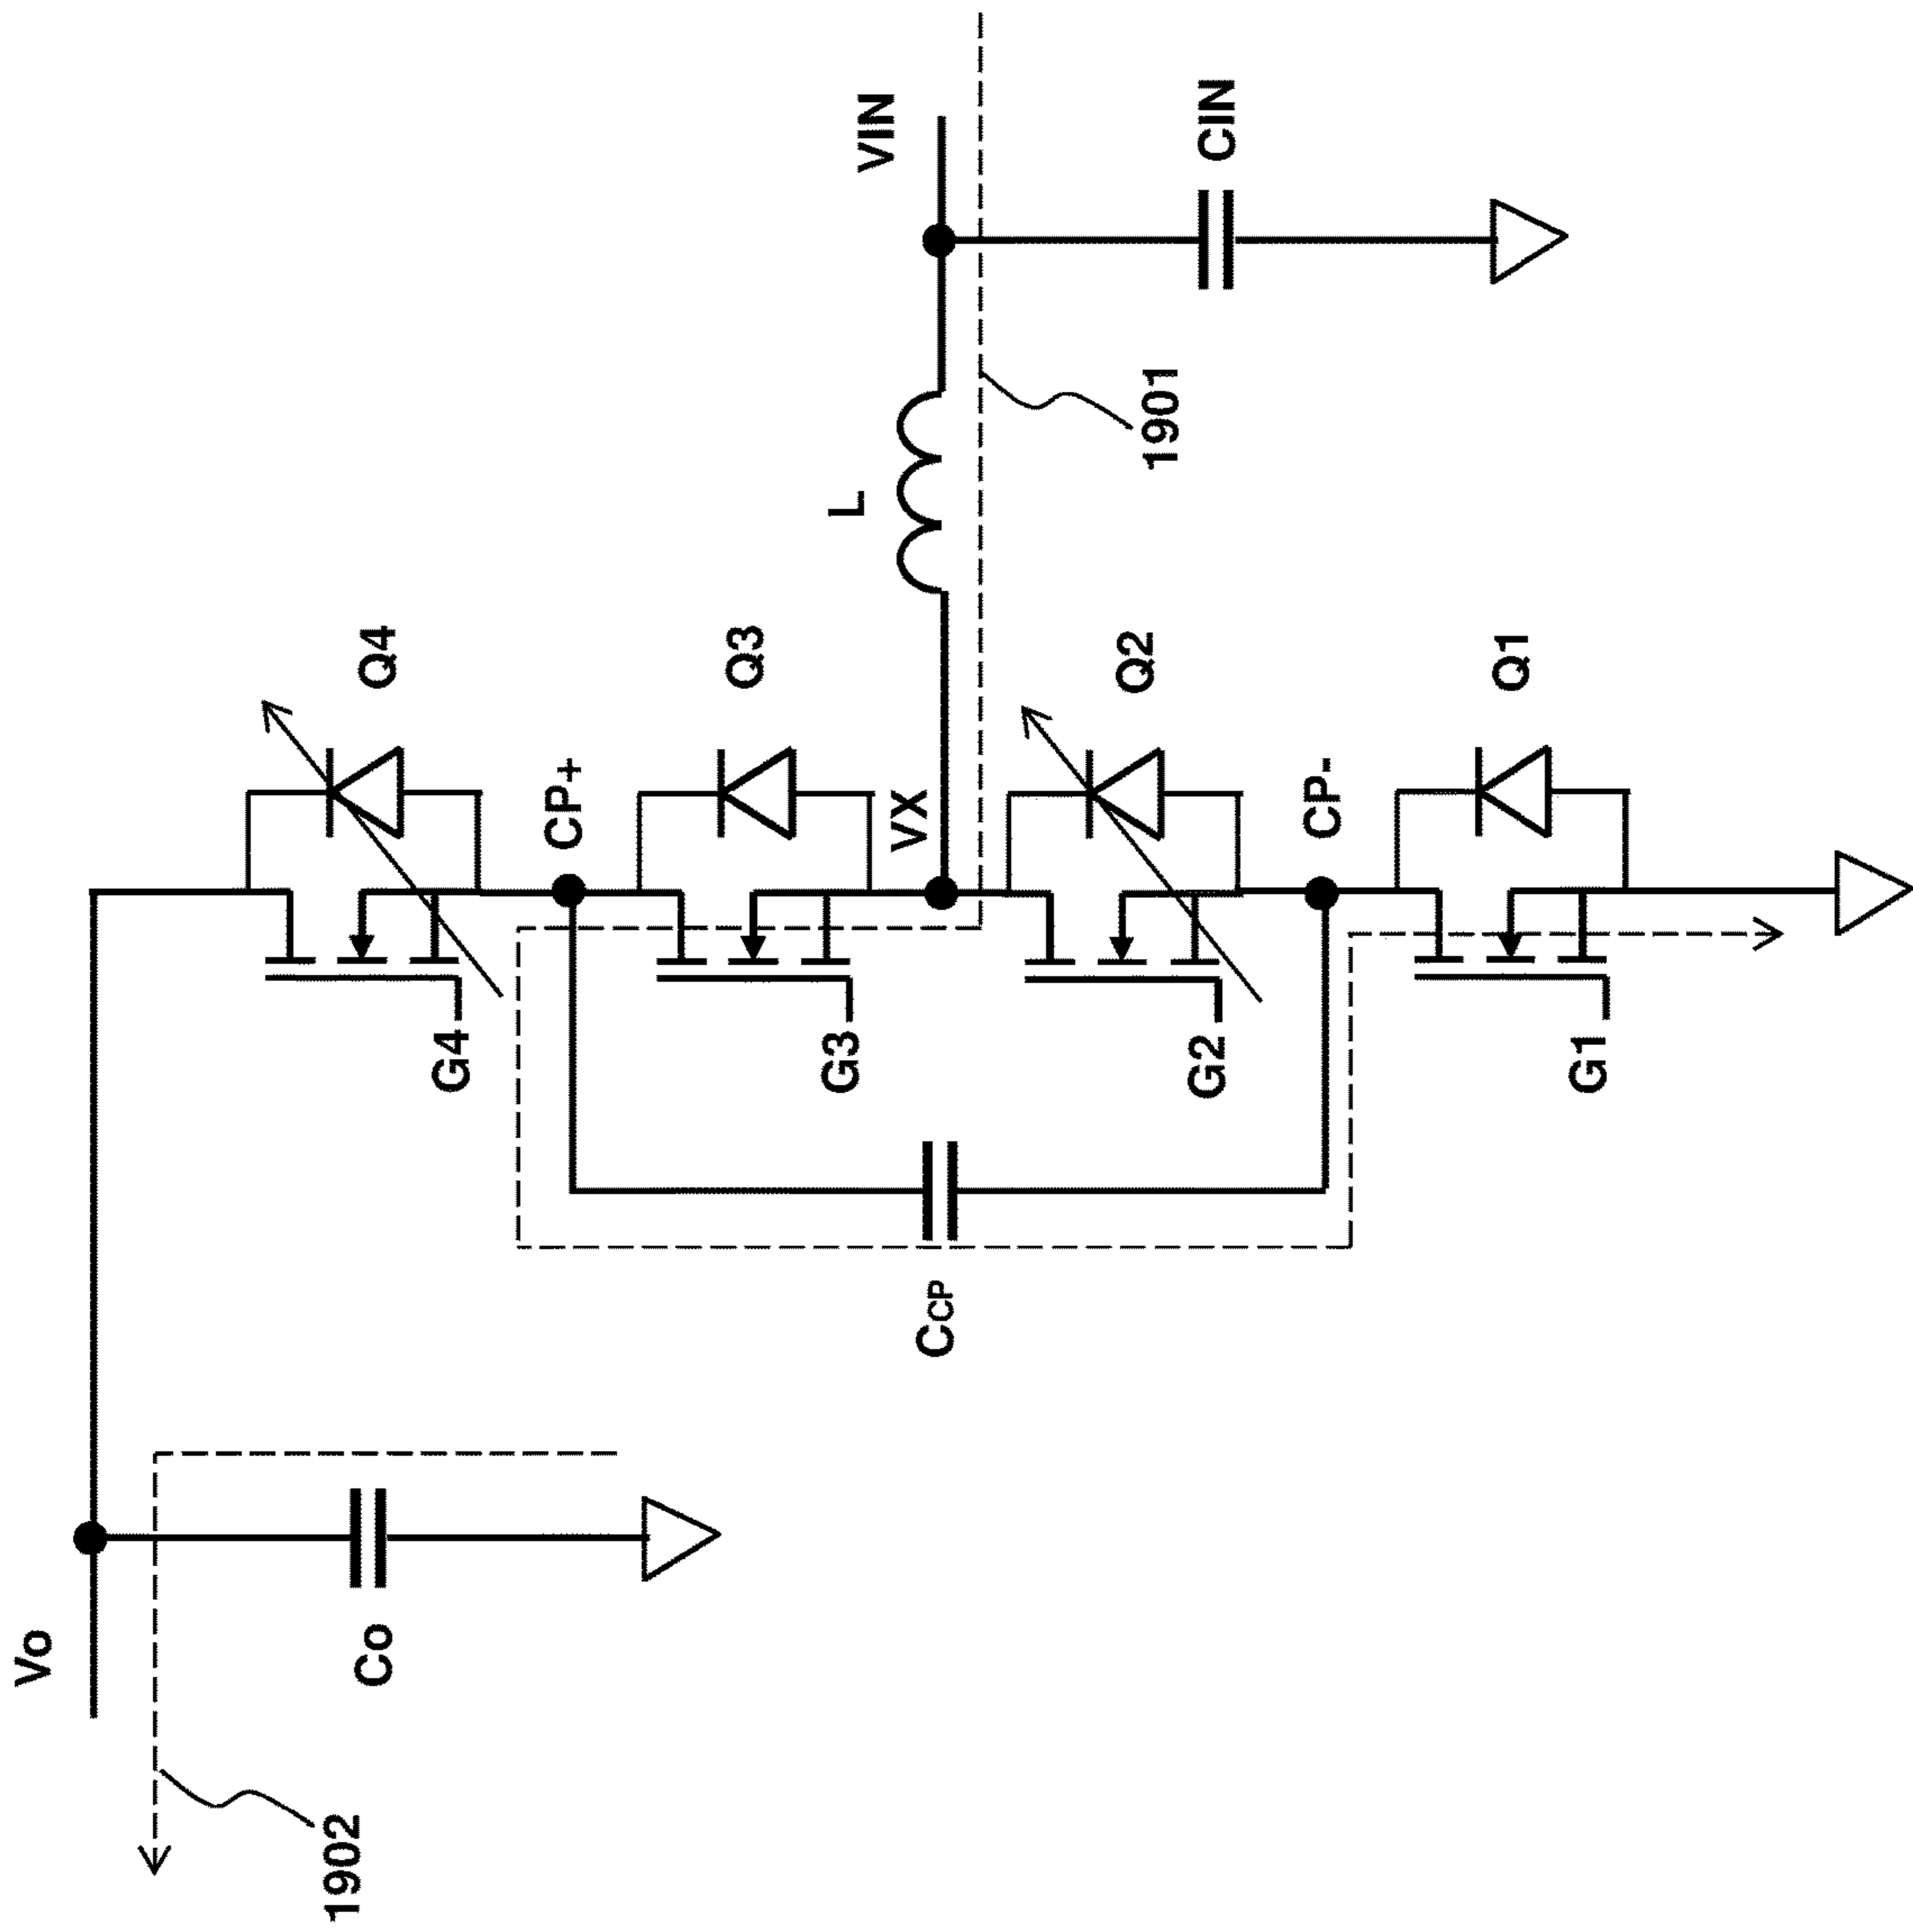 Vo
Co
1902
CCP
G4
G3
G2
G1
CP+
VX
CP-
Q4
Q3
Q2
Q1
L
1901
VIN
CIN